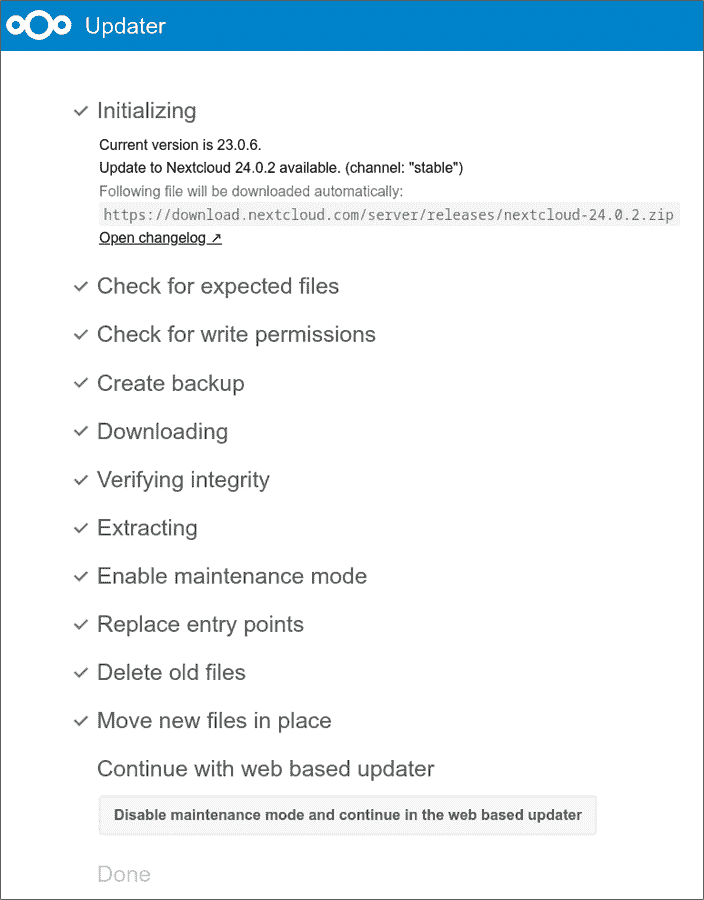 Updater
Initializing
Current version is 23.0.6.
Update to Nextcloud 24.0.2 available. (channel: "stable")
Following file will be downloaded automatically:
https://download.nextcloud.com/server/releases/nextcloud-24.0.2.zip
Open changelog ↗
Check for expected files
Check for write permissions
Create backup
Downloading
Verifying integrity
Extracting
Enable maintenance mode
Replace entry points
Delete old files
Move new files in place
Continue with web based updater
Disable maintenance mode and continue in the web based updater
Done